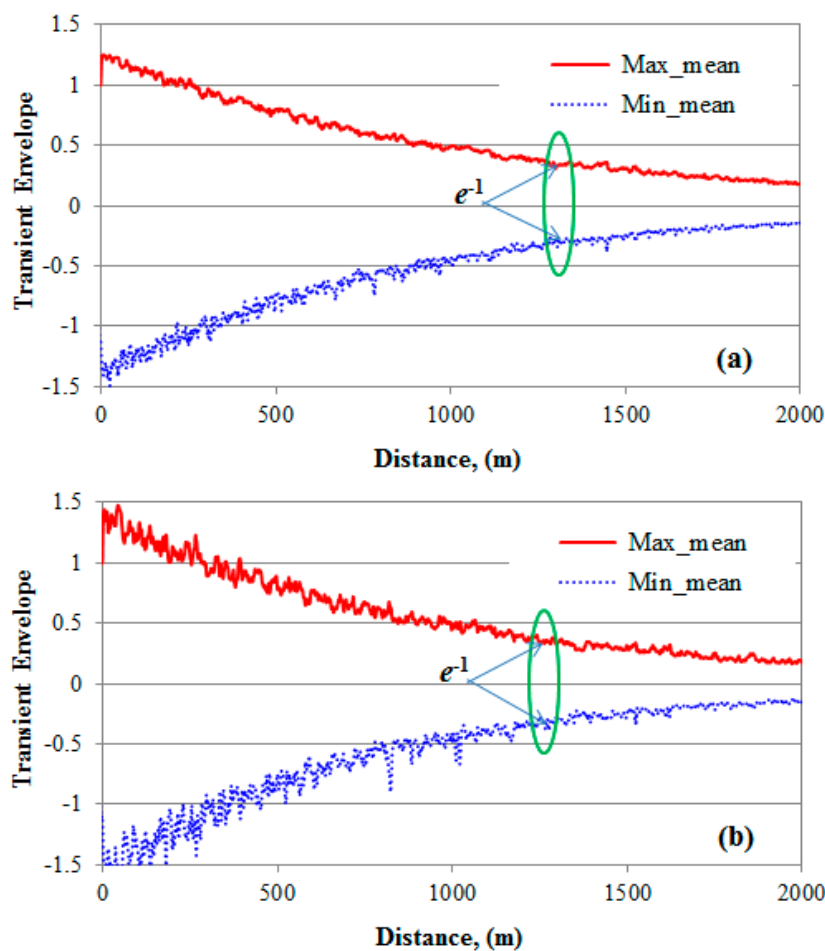 1.5
1
0.5
0
-0.5
-1
-1.5
Transient Envelope
Max_mean
Min_mean
e-1
(a)
0 500 1000 1500 2000
Distance, (m)
1.5
1
0.5
0
-0.5
-1
-1.5
Transient Envelope
Max_mean
Min_mean
e-1
(b)
0 500 1000 1500 2000
Distance, (m)